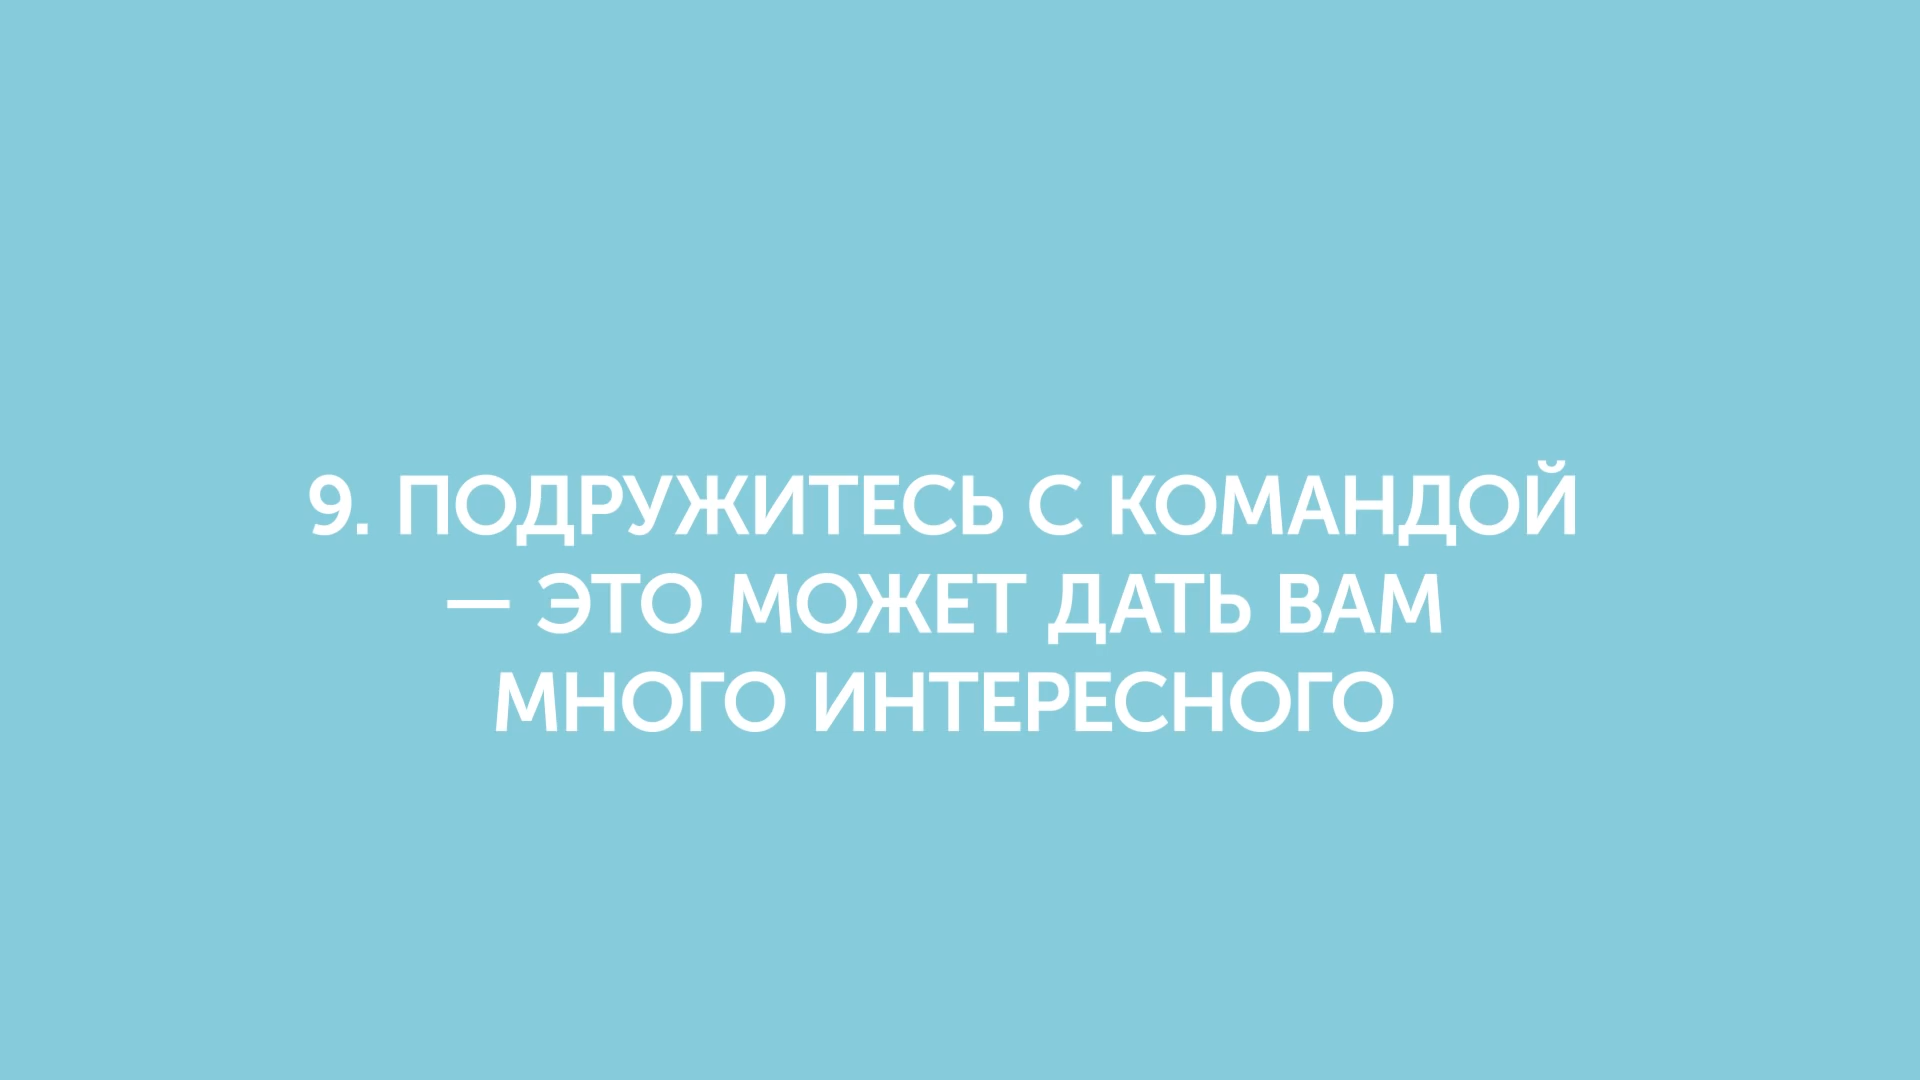 9. ПОДРУЖИТЕСЬ С КОМАНДОЙ
— ЭТО МОЖЕТ ДАТЬ ВАМ
МНОГО ИНТЕРЕСНОГО